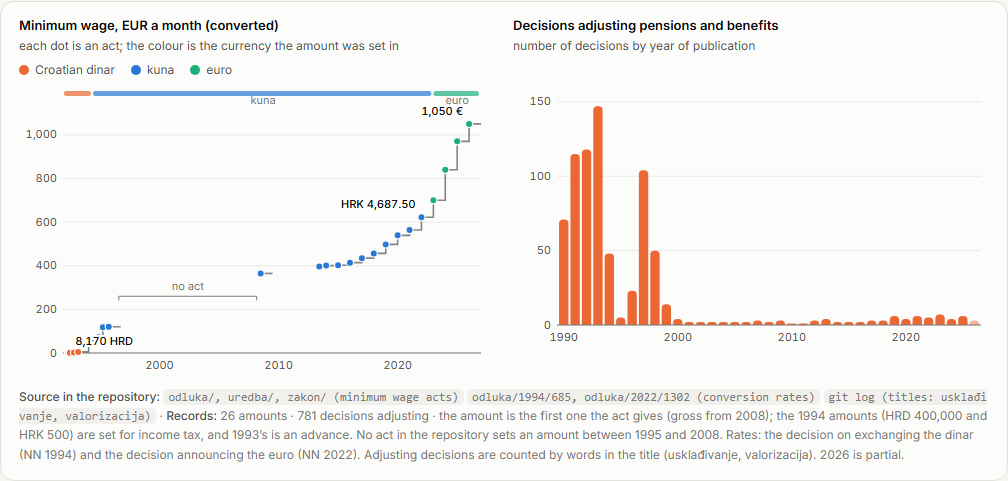 Minimum wage, EUR a month (converted)
each dot is an act; the colour is the currency the amount was set in
Croatian dinar kuna euro
kuna
euro
1,050 €
1,000
800
HRK 4,687.50
600
400
no act
200
8,170 HRD
0
2000 2010 2020
Decisions adjusting pensions and benefits
number of decisions by year of publication
150
100
50
0
1990 2000 2010 2020
Source in the repository: odluka/, uredba/, zakon/ (minimum wage acts) odluka/1994/685, odluka/2022/1302 (conversion rates) git log (titles: usklađi
vanje, valorizacija) · Records: 26 amounts · 781 decisions adjusting · the amount is the first one the act gives (gross from 2008); the 1994 amounts (HRD 400,000 and
HRK 500) are set for income tax, and 1993's is an advance. No act in the repository sets an amount between 1995 and 2008. Rates: the decision on exchanging the dinar
(NN 1994) and the decision announcing the euro (NN 2022). Adjusting decisions are counted by words in the title (usklađivanje, valorizacija). 2026 is partial.